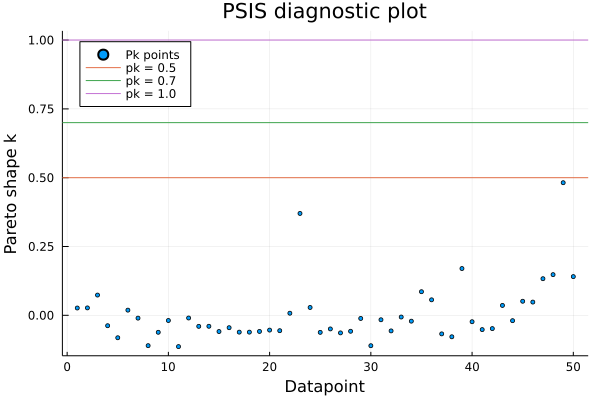 PSIS diagnostic plot
1.00
0.75
0.50
0.25
0.00
Pk points
pk = 0.5
pk = 0.7
pk = 1.0
Pareto shape k
0 10 20 30 40 50
Datapoint